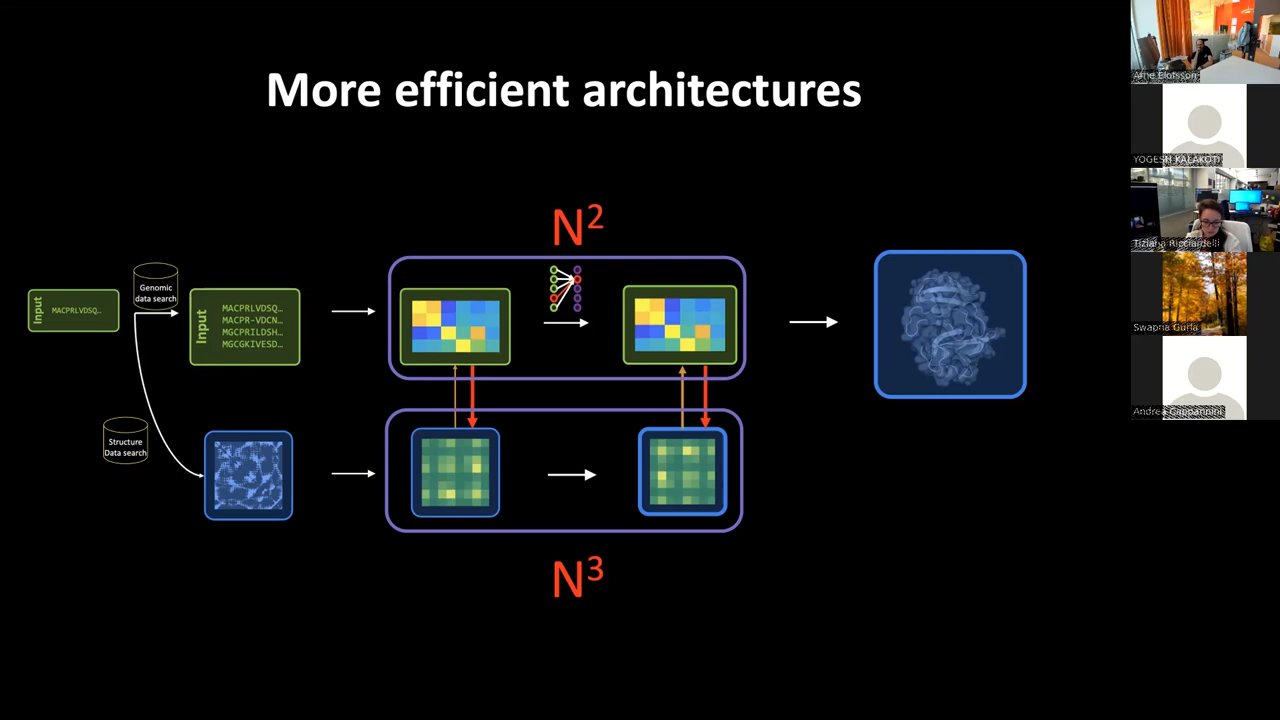 More efficient architectures
N²
Genomic
data search
Input
MACPRLVDSQ…
Input
MACPRLVDSQ…
MACPR-VDCN…
MGCPRILDSH…
MGCGKIVESD…
Structure
Data search
N³
Arne Elofsson
YOGESH KALAKOTI
Tiziana Ricciardelli
Swapna Gurla
Andrea Cappannini